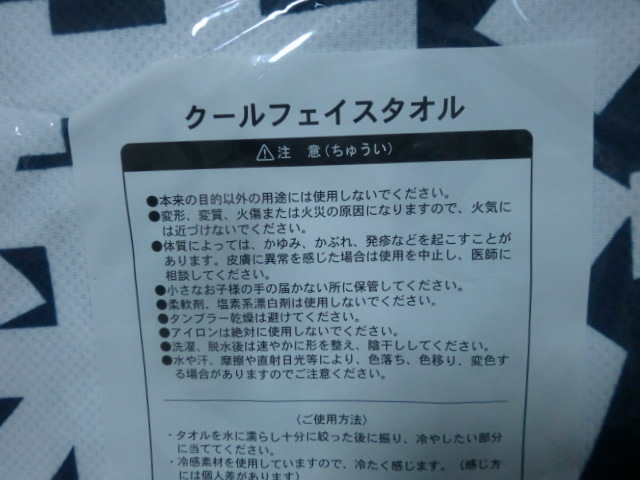 クールフェイスタオル
⚠注 意(ちゅうい)
●本来の目的以外の用途には使用しないでください。
●変形、変質、火傷または火災の原因になりますので、火気に
は近づけないでください。
●体質によっては、かゆみ、かぶれ、発疹などを起こすことが
あります。皮膚に異常を感じた場合は使用を中止し、医師に
相談してください。
●小さなお子様の手の届かない所に保管してください。
●柔軟剤、塩素系漂白剤は使用しないでください。
●タンブラー乾燥は避けてください。
●アイロンは絶対に使用しないでください。
●洗濯、脱水後は速やかに形を整え、陰干ししてください。
●水や汗、摩擦や直射日光等により、色落ち、色移り、変色す
る場合がありますのでご注意ください。
〈ご使用方法〉
・タオルを水に濡らし十分に絞った後に振り、冷やしたい部分
に当ててください。
・冷感素材を使用していますので、冷たく感じます。(感じ方
には個人差があります)